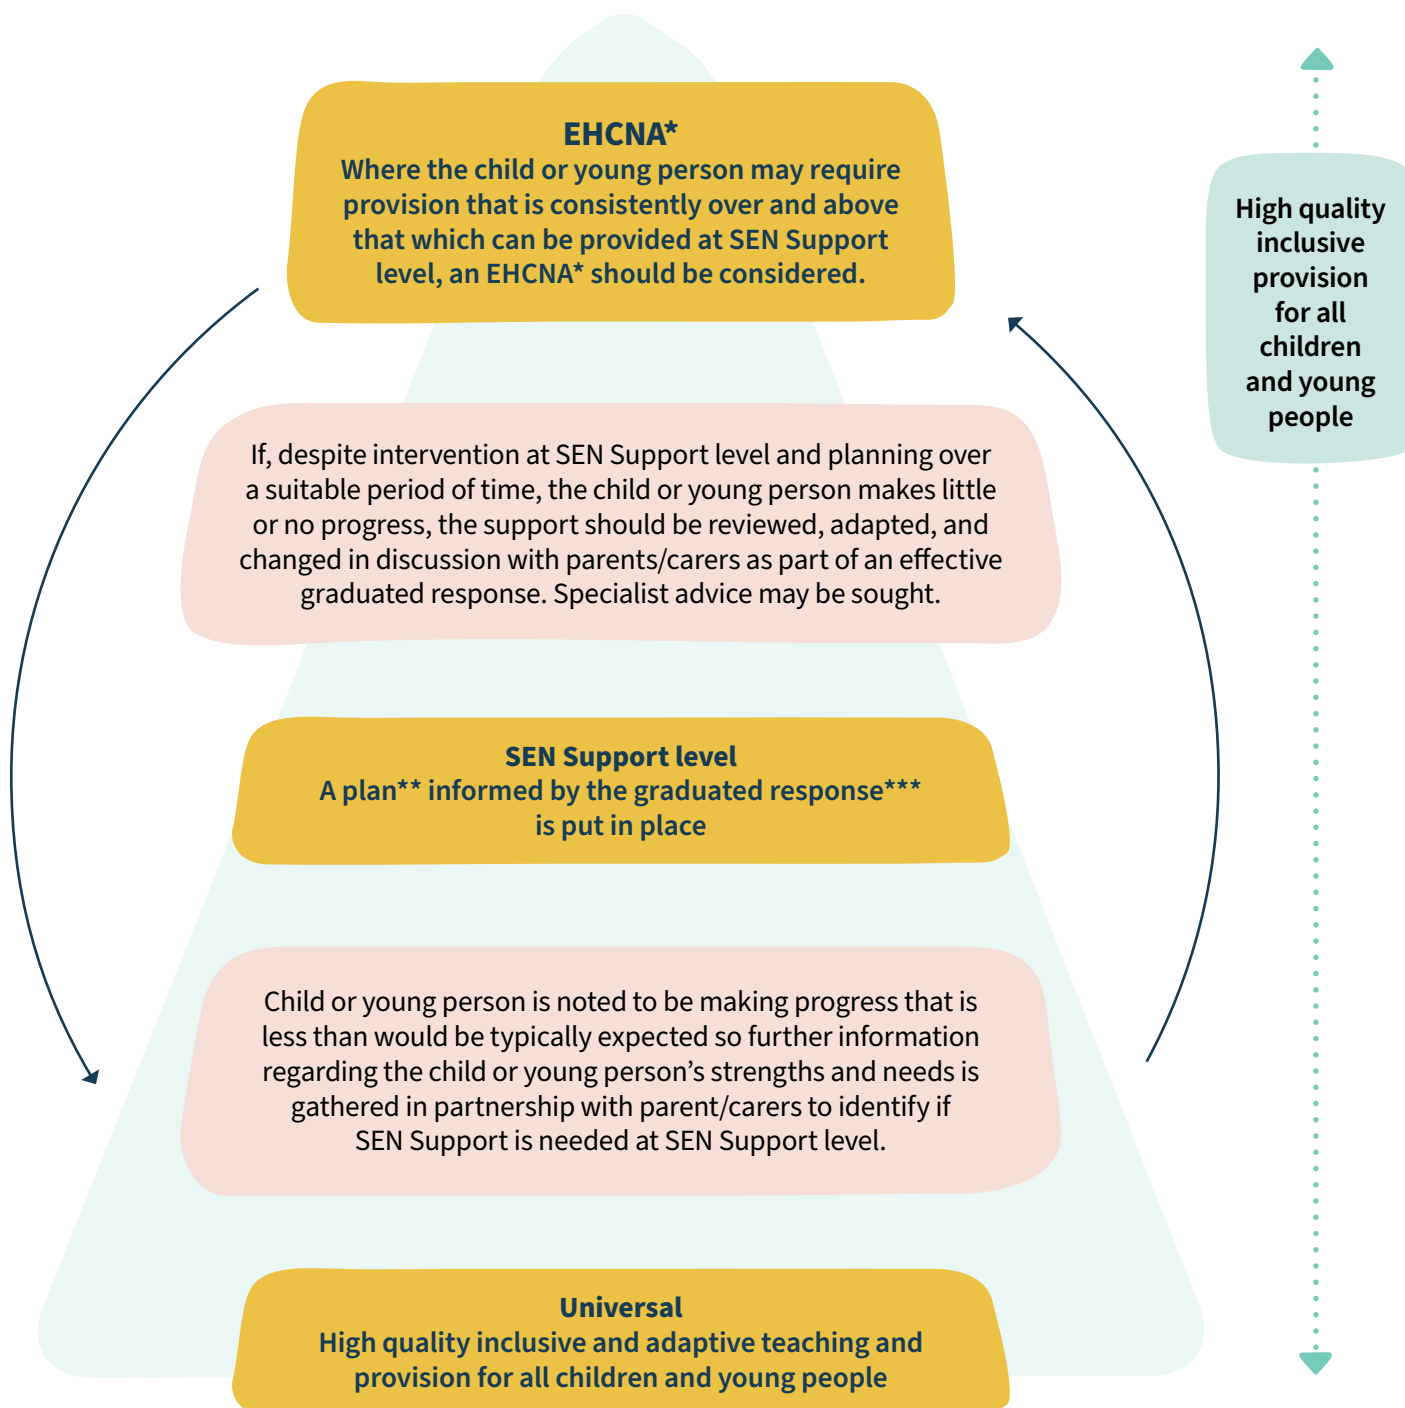 EHCNA*
Where the child or young person may require
provision that is consistently over and above
that which can be provided at SEN Support
level, an EHCNA* should be considered.
High quality
inclusive
provision
for all
children
and young
people
If, despite intervention at SEN Support level and planning over
a suitable period of time, the child or young person makes little
or no progress, the support should be reviewed, adapted, and
changed in discussion with parents/carers as part of an effective
graduated response. Specialist advice may be sought.
SEN Support level
A plan** informed by the graduated response***
is put in place
Child or young person is noted to be making progress that is
less than would be typically expected so further information
regarding the child or young person’s strengths and needs is
gathered in partnership with parent/carers to identify if
SEN Support is needed at SEN Support level.
Universal
High quality inclusive and adaptive teaching and
provision for all children and young people